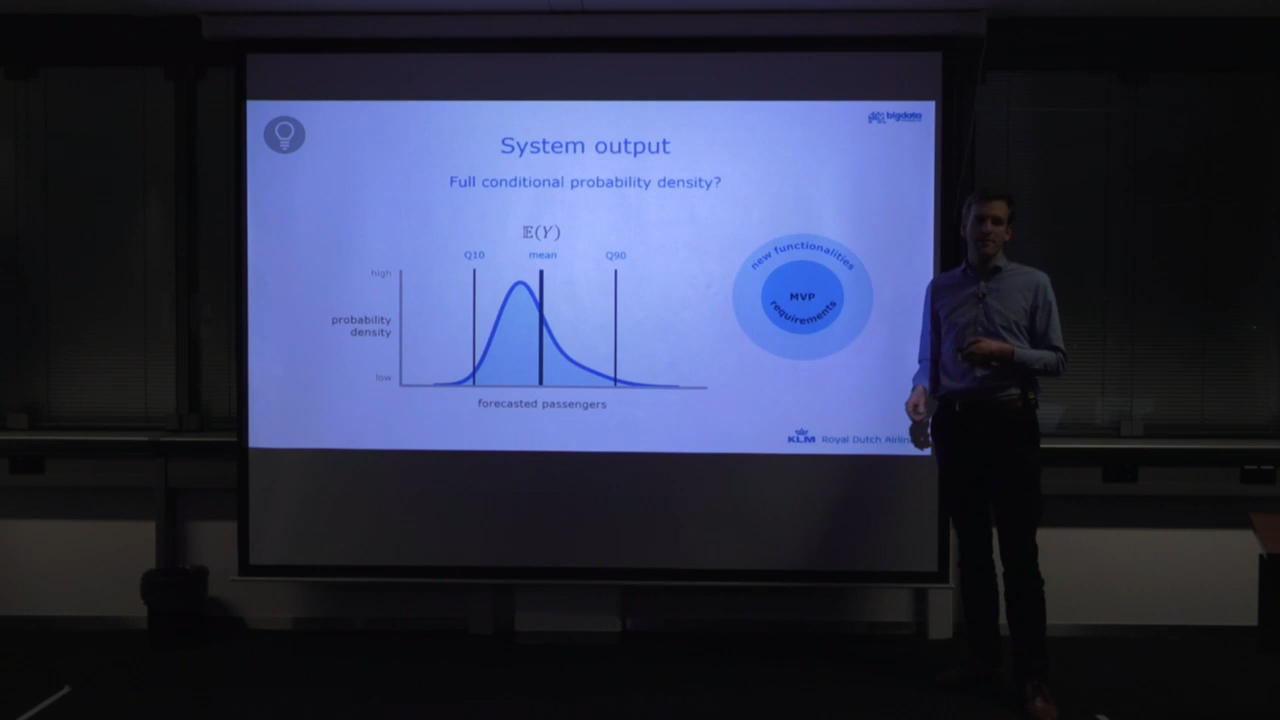 bigdata
System output
Full conditional probability density?
𝔼(Y)
Q10
mean
Q90
high
probability
density
low
forecasted passengers
new functionalities
MVP
requirements
KLM Royal Dutch Airlin